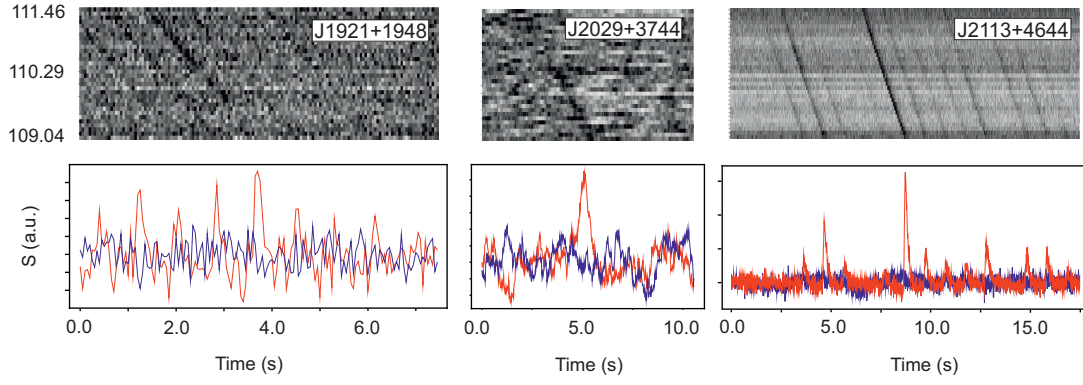 111.46
110.29
109.04
J1921+1948
J2029+3744
J2113+4644
S (a.u.)
0.0 2.0 4.0 6.0
0.0 5.0 10.0
0.0 5.0 10.0 15.0
Time (s)
Time (s)
Time (s)